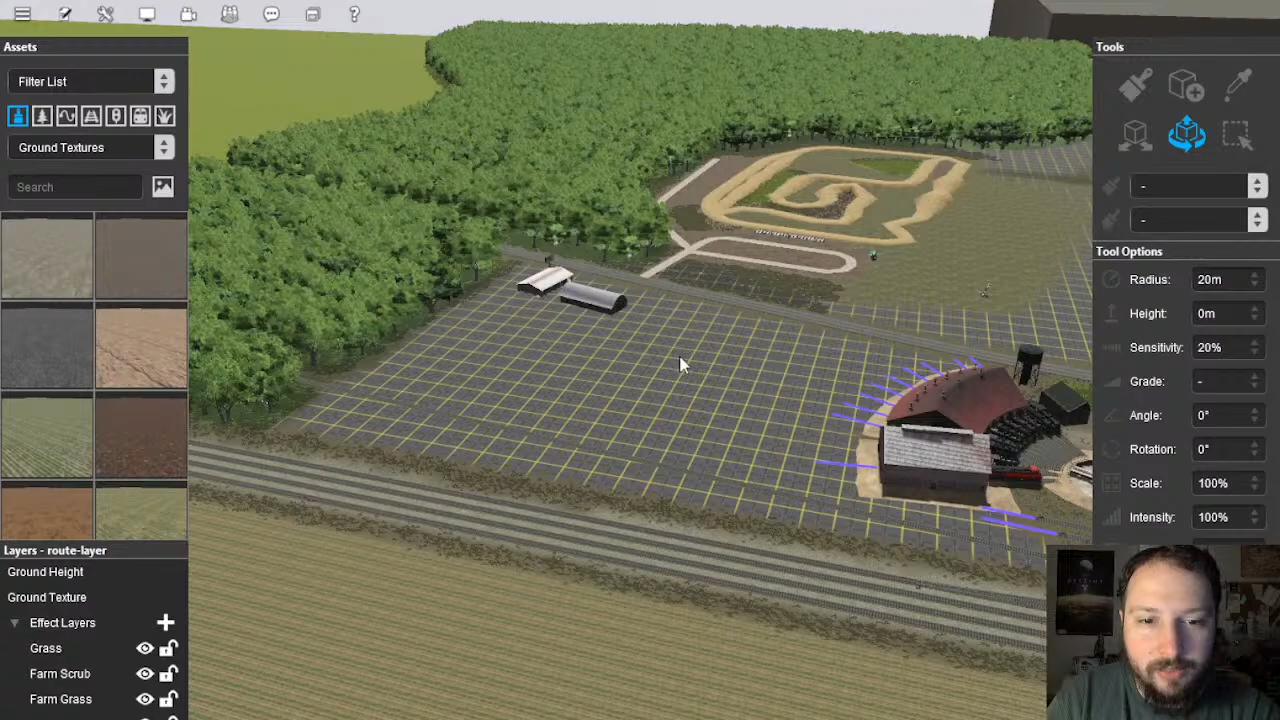 Assets
Filter List
Ground Textures
Search
Layers - route-layer
Ground Height
Ground Texture
Effect Layers
Grass
Farm Scrub
Farm Grass
Tools
-
-
Tool Options
Radius: 20m
Height: 0m
Sensitivity: 20%
Grade: -
Angle: 0°
Rotation: 0°
Scale: 100%
Intensity: 100%